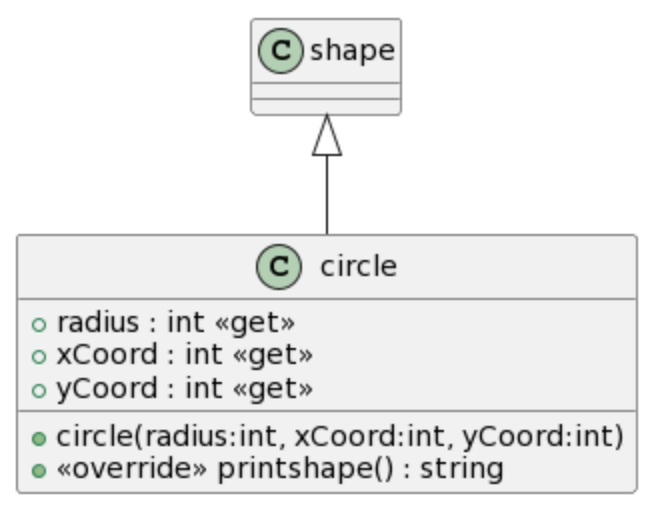 C shape
C circle
radius : int «get»
xCoord : int «get»
yCoord : int «get»
circle(radius:int, xCoord:int, yCoord:int)
«override» printshape() : string